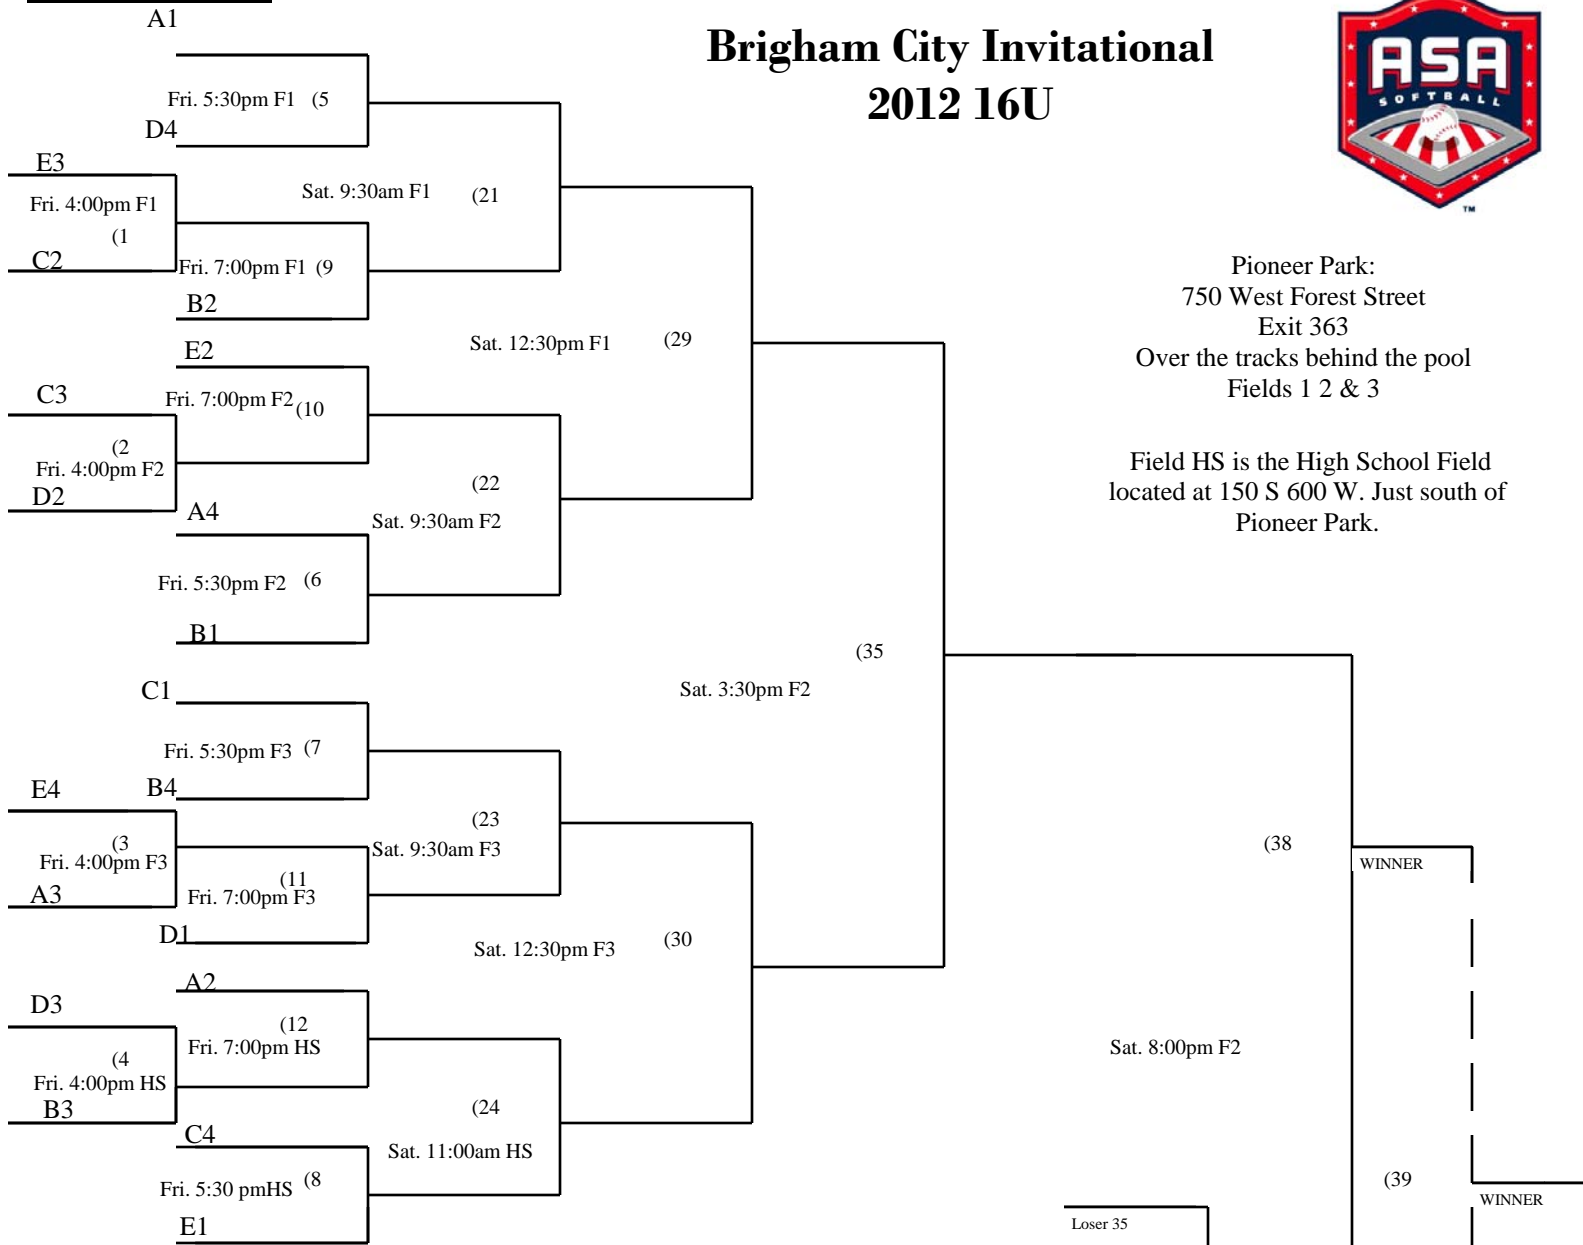 A1
Brigham City Invitational
2012 16U
ASA
SOFTBALL
TM
Fri. 5:30pm F1 (5
D4
E3
Fri. 4:00pm F1
(1
C2
Sat. 9:30am F1 (21
Fri. 7:00pm F1 (9
B2
Pioneer Park:
750 West Forest Street
Exit 363
Over the tracks behind the pool
Fields 1 2 & 3
Field HS is the High School Field
located at 150 S 600 W. Just south of
Pioneer Park.
Sat. 12:30pm F1 (29
E2
C3
Fri. 7:00pm F2 (10
(2
Fri. 4:00pm F2
D2
A4
(22
Sat. 9:30am F2
Fri. 5:30pm F2 (6
B1
(35
Sat. 3:30pm F2
C1
Fri. 5:30pm F3 (7
B4
E4
(3
Fri. 4:00pm F3
A3
(23
Sat. 9:30am F3
(11
Fri. 7:00pm F3
D1
Sat. 12:30pm F3 (30
(38
WINNER
A2
D3
(12
Fri. 7:00pm HS
(4
Fri. 4:00pm HS
B3
Sat. 8:00pm F2
C4
(24
Sat. 11:00am HS
Fri. 5:30 pmHS (8
E1
(39
WINNER
Loser 35